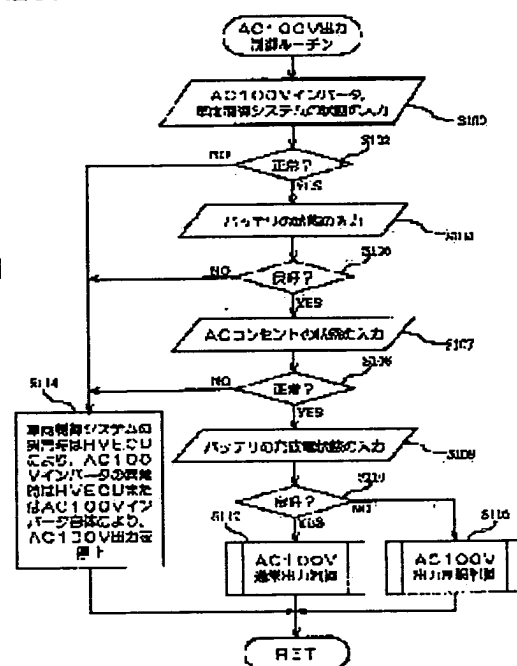 AC100V出力
制御ルーチン
AC100Vインバータ、
車両制御システムの状態の入力
S102
NO
正常?
YES
バッテリの状態の入力
NO
良好?
YES
ACコンセントの状態の入力
S107
S108
NO
正常?
YES
S114
車両制御システムの
異常時はHVECU
により、AC100
Vインバータの異常
時はHVECUまた
はAC100Vイン
バータ自体により、
AC100V出力を
停止
バッテリの充放電状態の入力
S109
S110
良好?
NO
YES
S112
AC100V
通常出力制御
AC100V
出力制限制御
RET